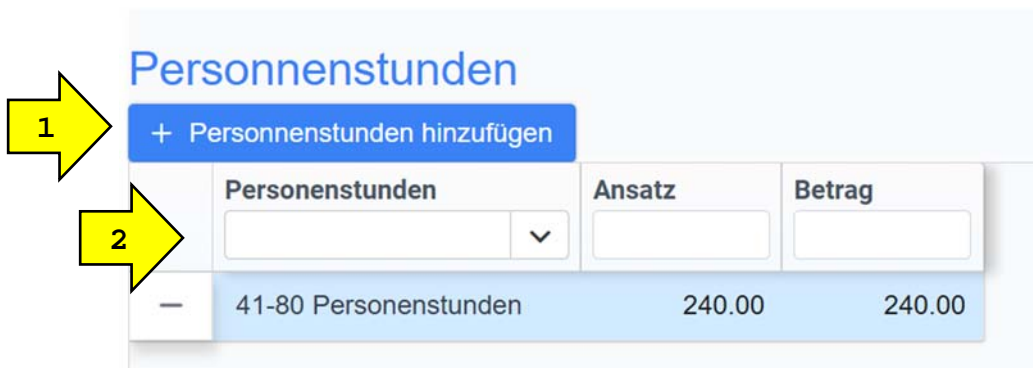 Personnenstunden
1
+ Personnenstunden hinzufügen
Personenstunden Ansatz Betrag
2
41-80 Personenstunden 240.00 240.00